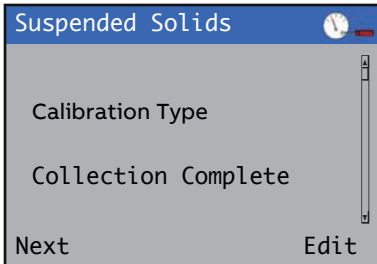 Suspended Solids
Calibration Type
Collection Complete
Next Edit